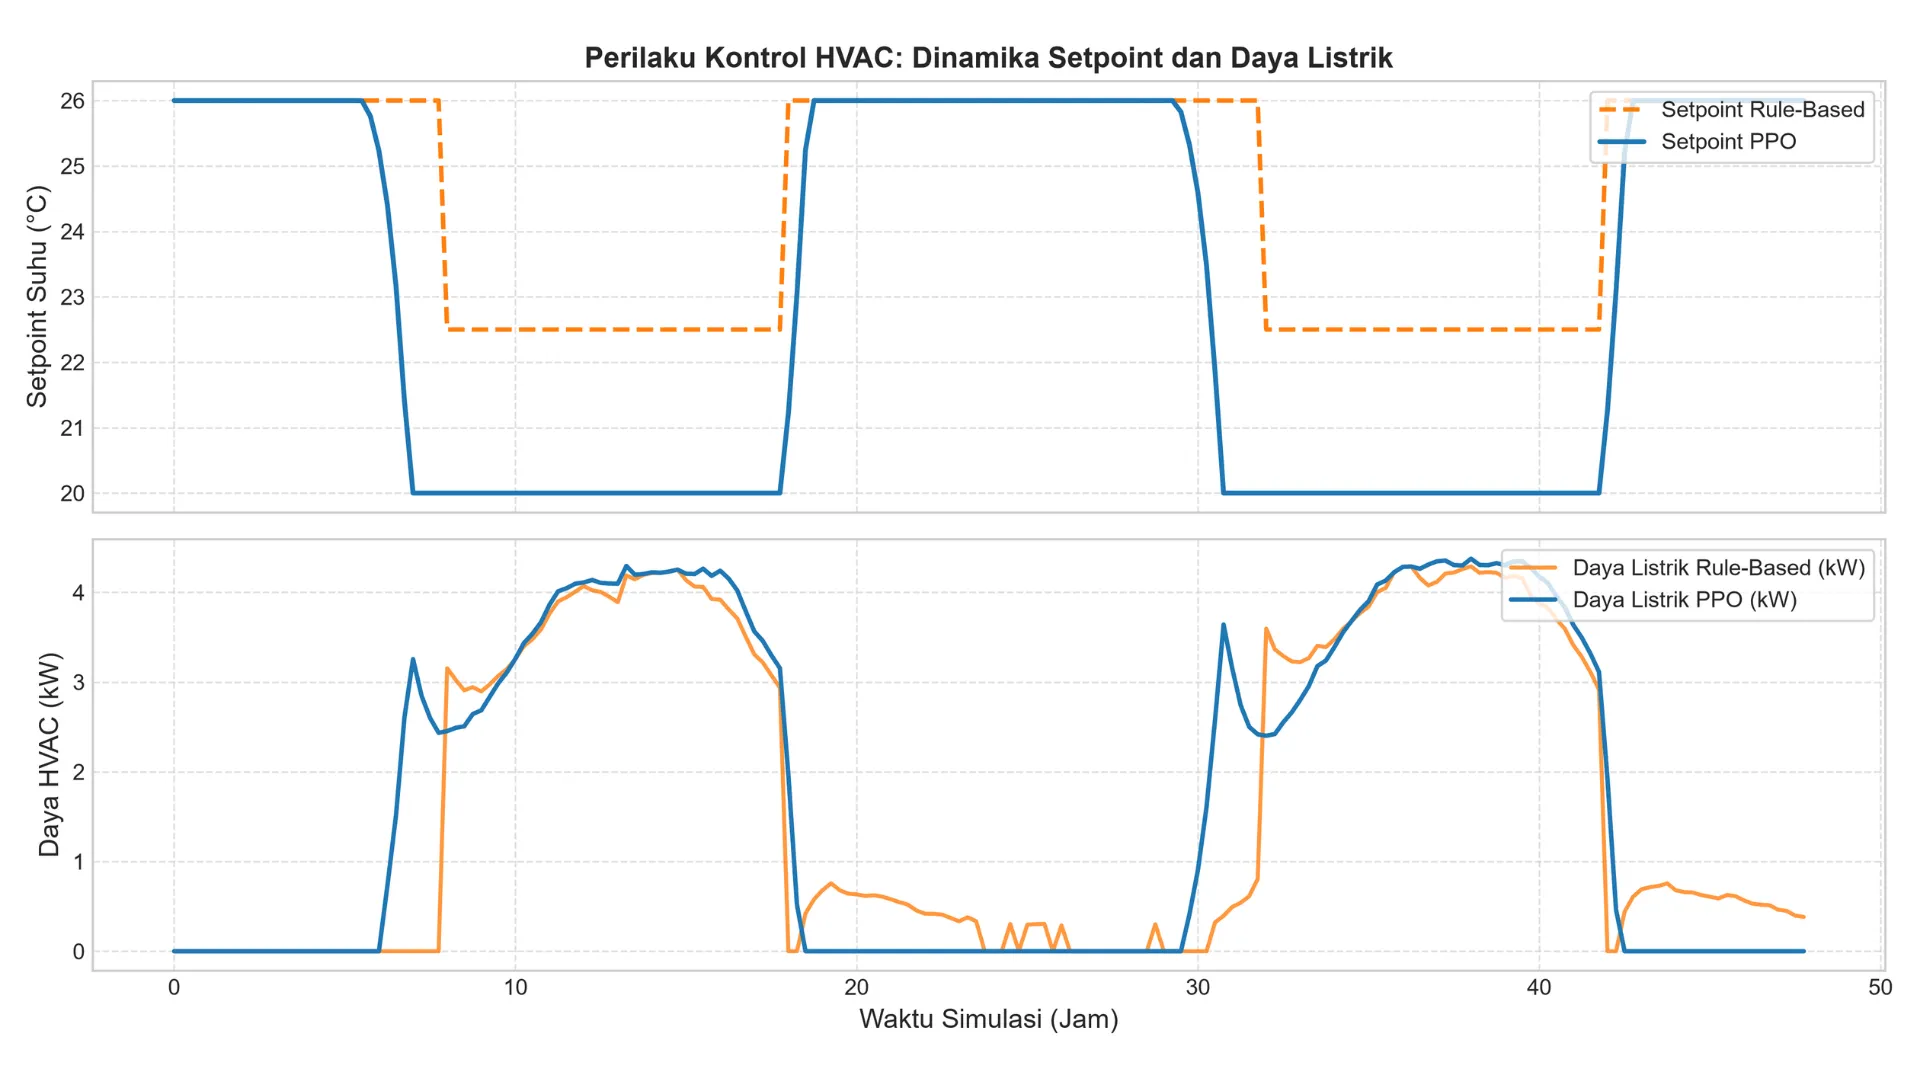 Perilaku Kontrol HVAC: Dinamika Setpoint dan Daya Listrik
Setpoint Suhu (°C)
26
25
24
23
22
21
20
Setpoint Rule-Based
Setpoint PPO
Daya HVAC (kW)
4
3
2
1
0
Daya Listrik Rule-Based (kW)
Daya Listrik PPO (kW)
0 10 20 30 40 50
Waktu Simulasi (Jam)